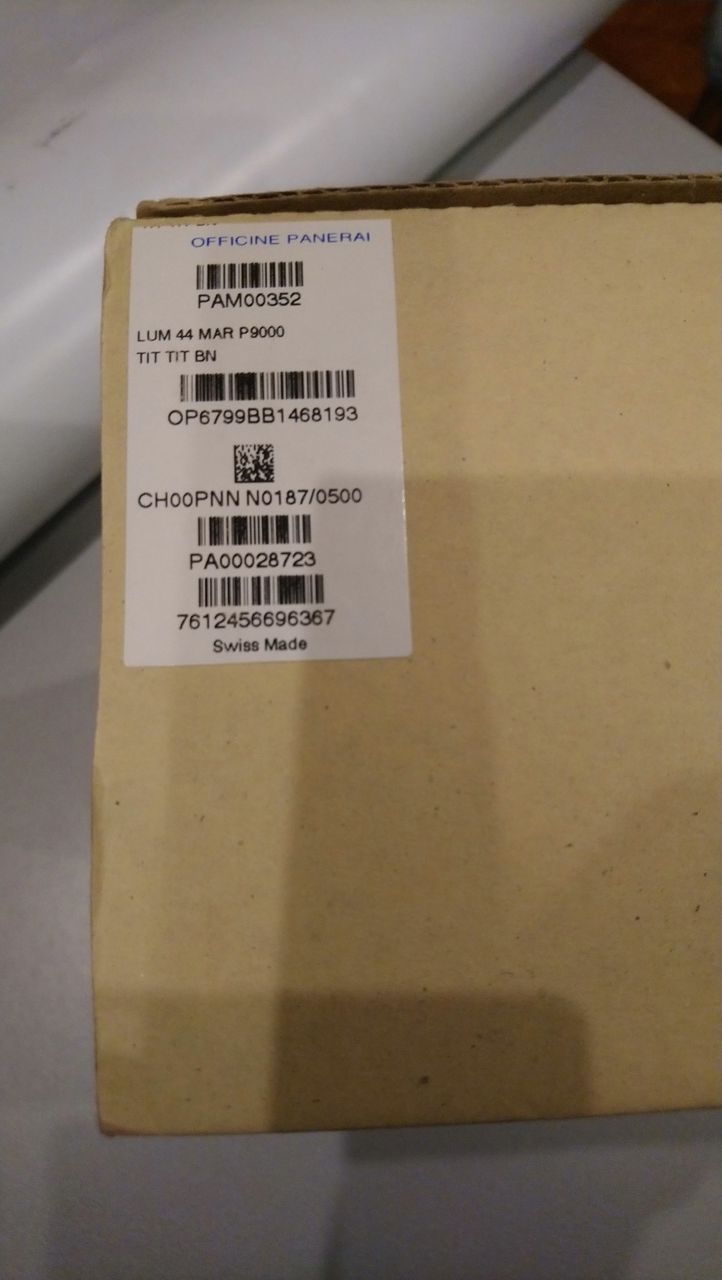 OFFICINE PANERAI
PAM00352
LUM 44 MAR P9000
TIT TIT BN
OP6799BB1468193
CH00PNN N0187/0500
PA00028723
7612456696367
Swiss Made